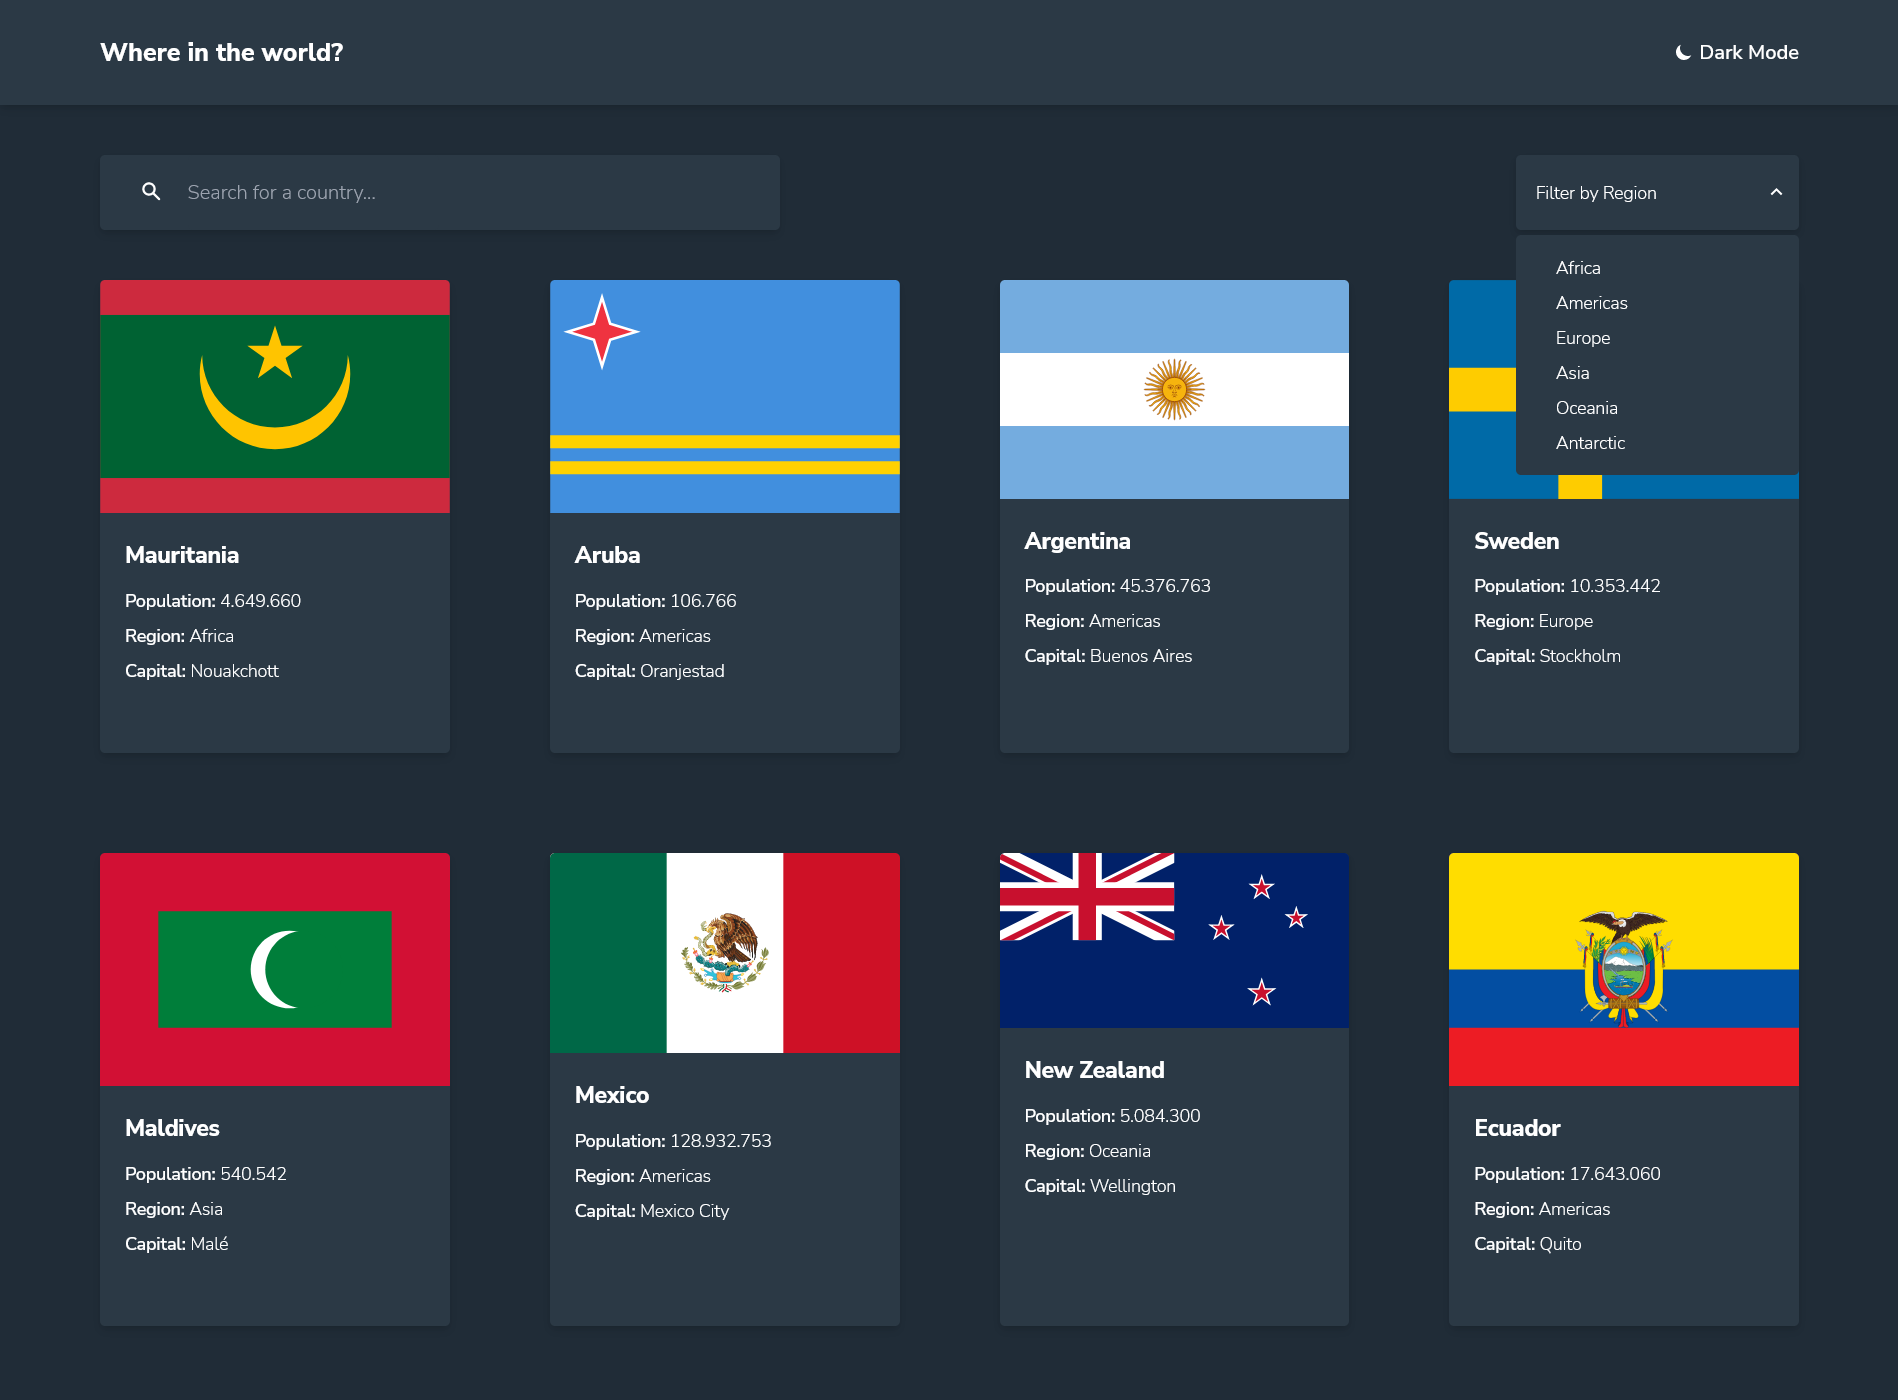 Where in the world?
Dark Mode
Search for a country...
Filter by Region
Africa
Americas
Europe
Asia
Oceania
Antarctic
Mauritania
Population: 4.649.660
Region: Africa
Capital: Nouakchott
Aruba
Population: 106.766
Region: Americas
Capital: Oranjestad
Argentina
Population: 45.376.763
Region: Americas
Capital: Buenos Aires
Sweden
Population: 10.353.442
Region: Europe
Capital: Stockholm
Maldives
Population: 540.542
Region: Asia
Capital: Malé
Mexico
Population: 128.932.753
Region: Americas
Capital: Mexico City
New Zealand
Population: 5.084.300
Region: Oceania
Capital: Wellington
Ecuador
Population: 17.643.060
Region: Americas
Capital: Quito